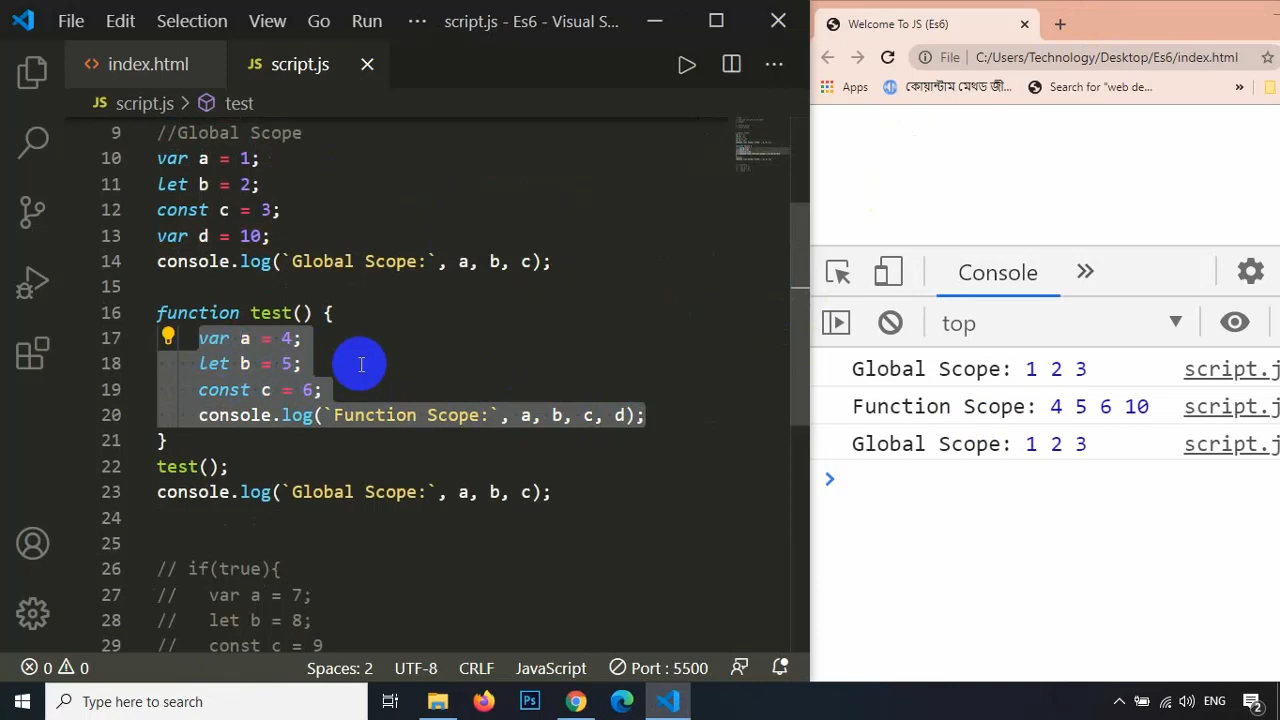 File Edit Selection View Go Run ··· script.js - Es6 - Visual S...
index.html
JS script.js
JS script.js > test
9 //Global Scope
10 var a = 1;
11 let b = 2;
12 const c = 3;
13 var d = 10;
14 console.log(`Global Scope:`, a, b, c);
15
16 function test() {
17 var a = 4;
18 let b = 5;
19 const c = 6;
20 console.log(`Function Scope:`, a, b, c, d);
21 }
22 test();
23 console.log(`Global Scope:`, a, b, c);
24
25
26 // if(true){
27 // var a = 7;
28 // let b = 8;
29 // const c = 9
0 0 Spaces: 2 UTF-8 CRLF JavaScript Port : 5500
Welcome To JS (Es6)
File C:/Users/Technology/Desktop/Es6/index.html
Apps কোয়ান্টাম মেথড জী... Search for "web de... »
Console »
top
Global Scope: 1 2 3 script.j
Function Scope: 4 5 6 10 script.j
Global Scope: 1 2 3 script.j
>
Type here to search
Ps
ENG
2